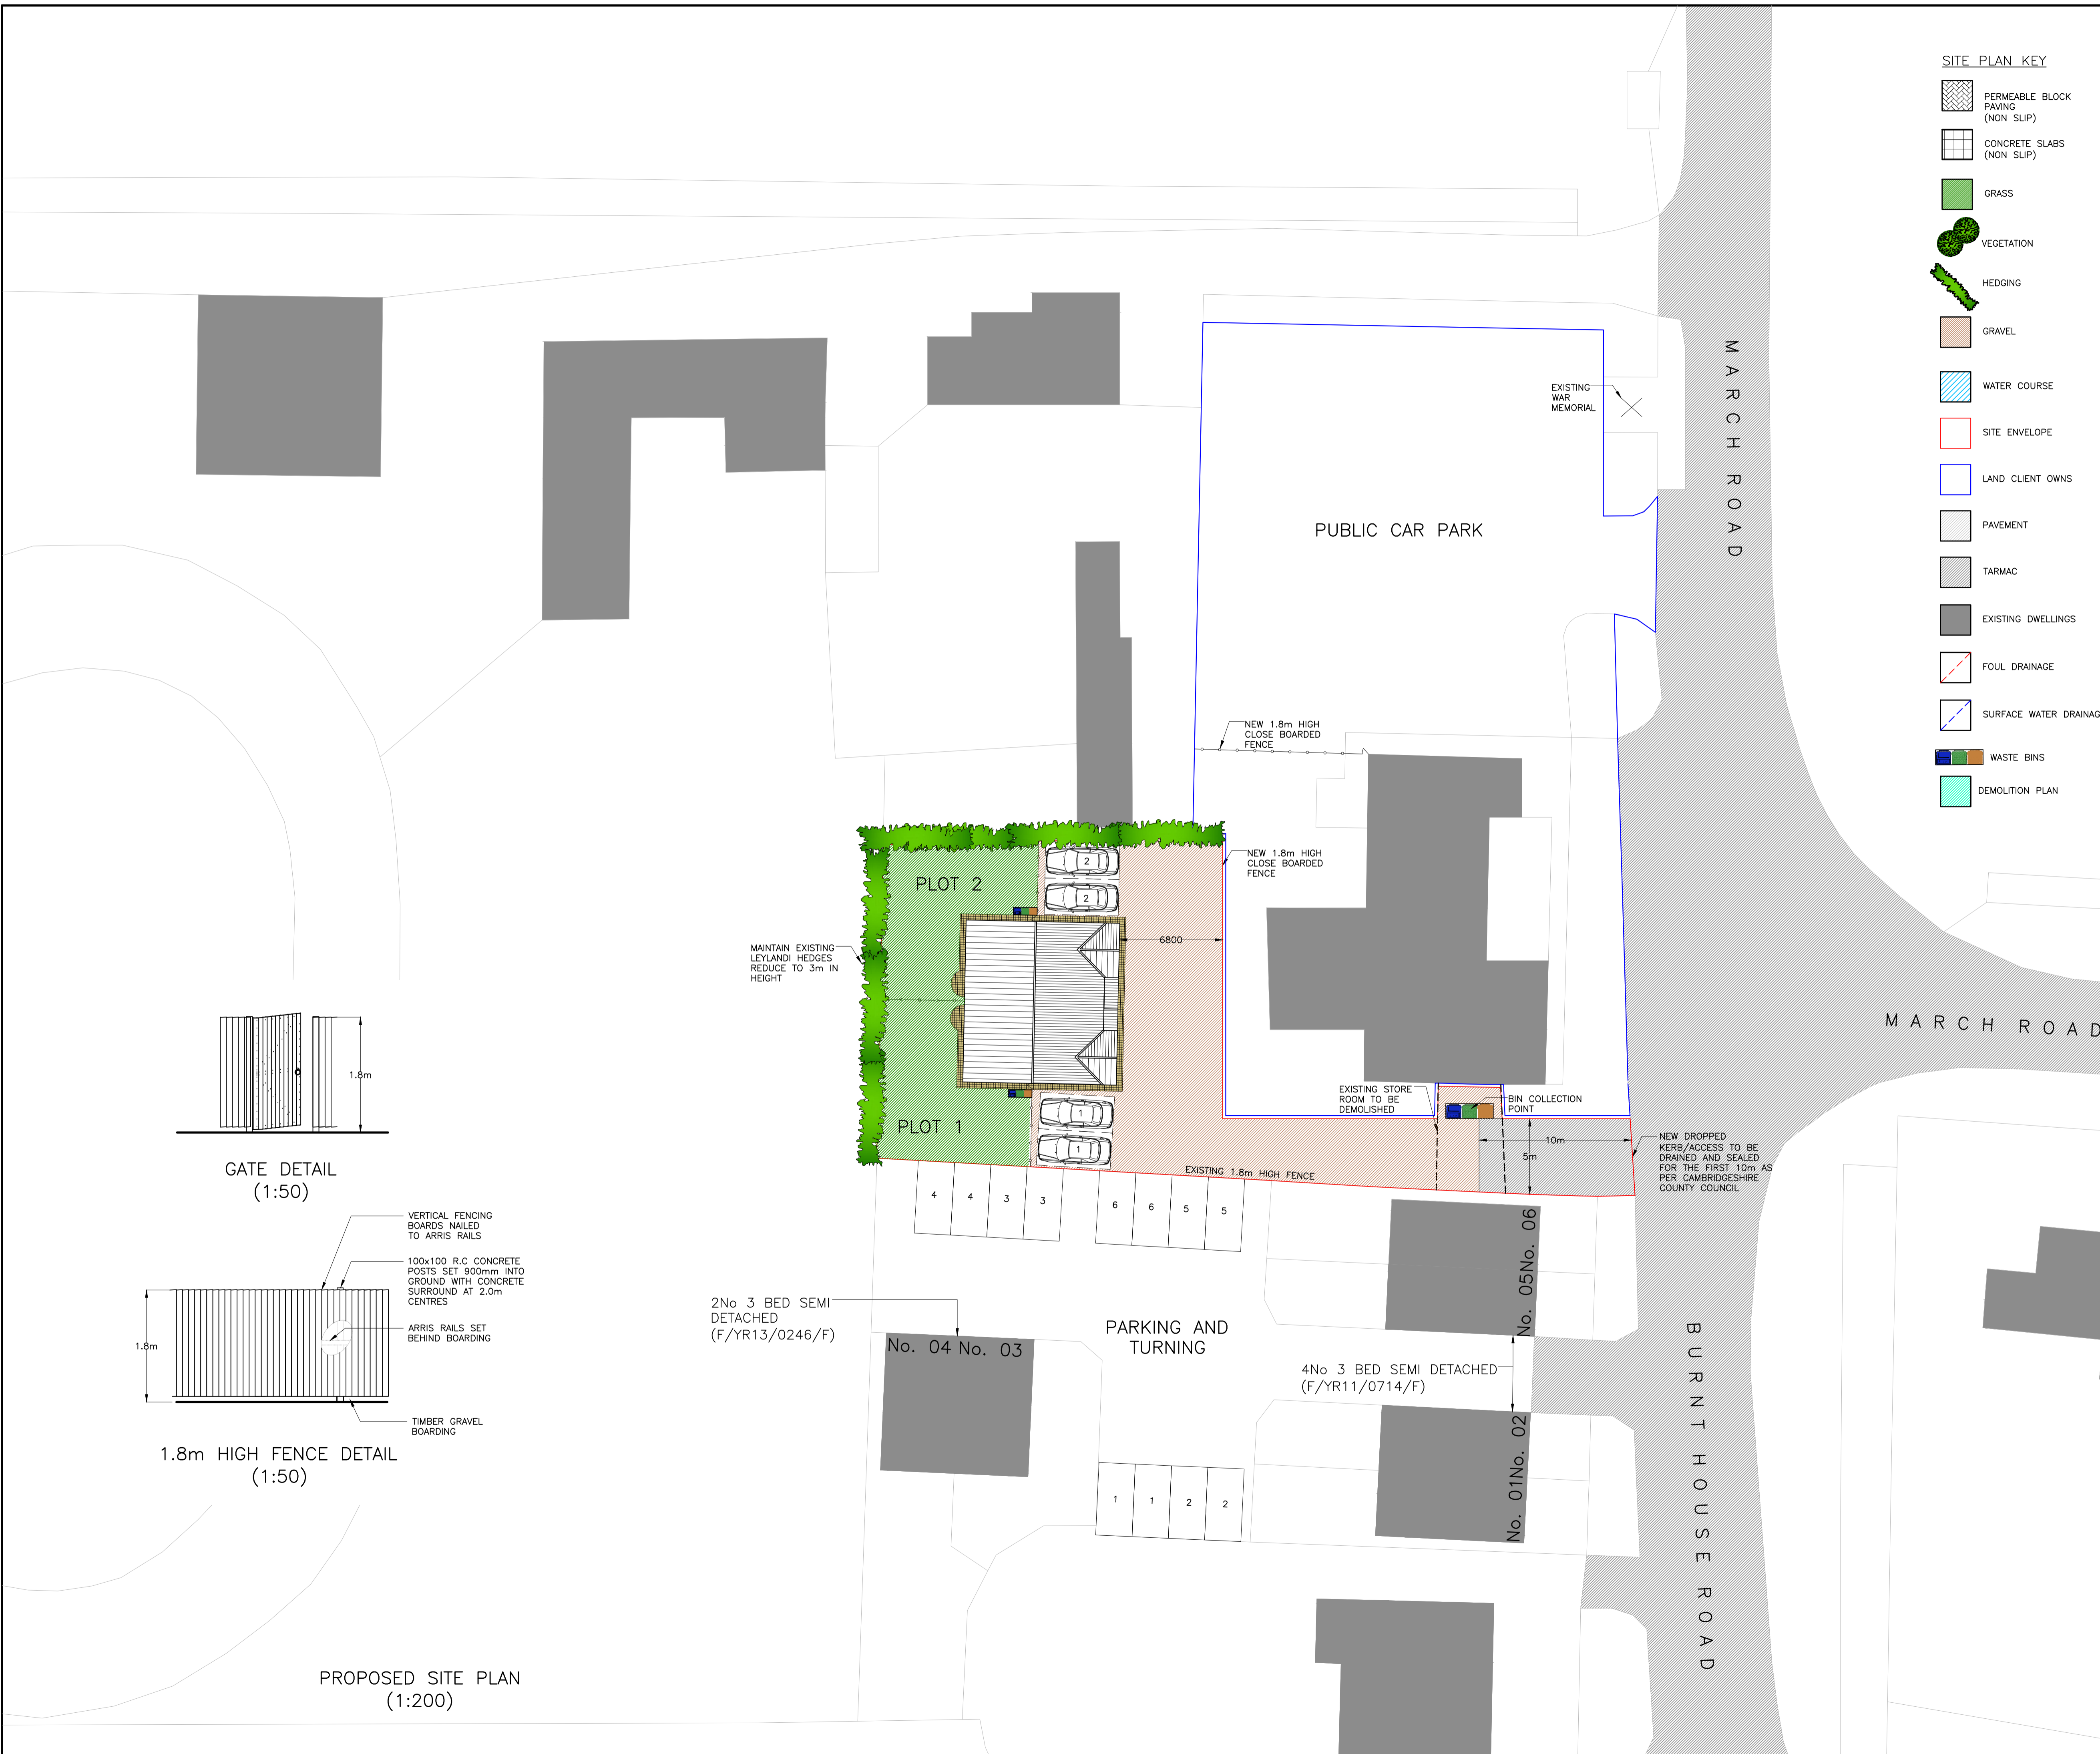 SITE PLAN KEY
PERMEABLE BLOCK
PAVING
(NON SLIP)
CONCRETE SLABS
(NON SLIP)
GRASS
VEGETATION
HEDGING
GRAVEL
WATER COURSE
SITE ENVELOPE
LAND CLIENT OWNS
PAVEMENT
TARMAC
EXISTING DWELLINGS
FOUL DRAINAGE
SURFACE WATER DRAINAG
WASTE BINS
DEMOLITION PLAN
MARCH ROAD
EXISTING
WAR
MEMORIAL
PUBLIC CAR PARK
NEW 1.8m HIGH
CLOSE BOARDED
FENCE
NEW 1.8m HIGH
CLOSE BOARDED
FENCE
PLOT 2
2
2
6800
MAINTAIN EXISTING
LEYLANDI HEDGES
REDUCE TO 3m IN
HEIGHT
MARCH ROAD
PLOT 1
1
1
EXISTING STORE
ROOM TO BE
DEMOLISHED
BIN COLLECTION
POINT
10m
5m
NEW DROPPED
KERB/ACCESS TO BE
DRAINED AND SEALED
FOR THE FIRST 10m AS
PER CAMBRIDGESHIRE
COUNTY COUNCIL
EXISTING 1.8m HIGH FENCE
4
4
3
3
6
6
5
5
1.8m
GATE DETAIL
(1:50)
VERTICAL FENCING
BOARDS NAILED
TO ARRIS RAILS
100x100 R.C CONCRETE
POSTS SET 900mm INTO
GROUND WITH CONCRETE
SURROUND AT 2.0m
CENTRES
ARRIS RAILS SET
BEHIND BOARDING
1.8m
TIMBER GRAVEL
BOARDING
1.8m HIGH FENCE DETAIL
(1:50)
2No 3 BED SEMI
DETACHED
(F/YR13/0246/F)
No. 04 No. 03
PARKING AND
TURNING
No. 05No. 06
4No 3 BED SEMI DETACHED
(F/YR11/0714/F)
No. 01No. 02
1
1
2
2
BURNT HOUSE ROAD
PROPOSED SITE PLAN
(1:200)